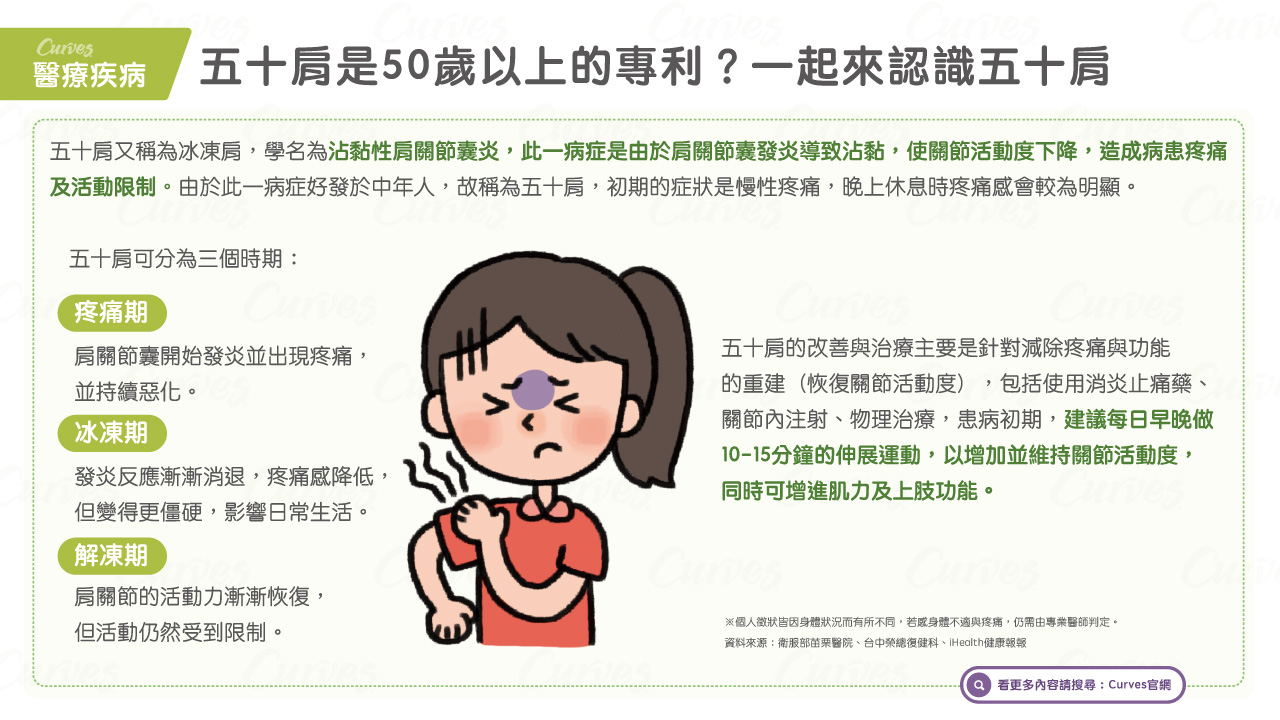 Curves
醫療疾病
五十肩是50歲以上的專利？一起來認識五十肩
五十肩又稱為冰凍肩，學名為沾黏性肩關節囊炎，此一病症是由於肩關節囊發炎導致沾黏，使關節活動度下降，造成病患疼痛
及活動限制。由於此一病症好發於中年人，故稱為五十肩，初期的症狀是慢性疼痛，晚上休息時疼痛感會較為明顯。
五十肩可分為三個時期：
疼痛期
肩關節囊開始發炎並出現疼痛，
並持續惡化。
冰凍期
發炎反應漸漸消退，疼痛感降低，
但變得更僵硬，影響日常生活。
解凍期
肩關節的活動力漸漸恢復，
但活動仍然受到限制。
五十肩的改善與治療主要是針對減除疼痛與功能
的重建（恢復關節活動度），包括使用消炎止痛藥、
關節內注射、物理治療，患病初期，建議每日早晚做
10-15分鐘的伸展運動，以增加並維持關節活動度，
同時可增進肌力及上肢功能。
※個人徵狀皆因身體狀況而有所不同，若感身體不適與疼痛，仍需由專業醫師判定。
資料來源：衛服部苗栗醫院、台中榮總復健科、iHealth健康報報
看更多內容請搜尋：Curves官網